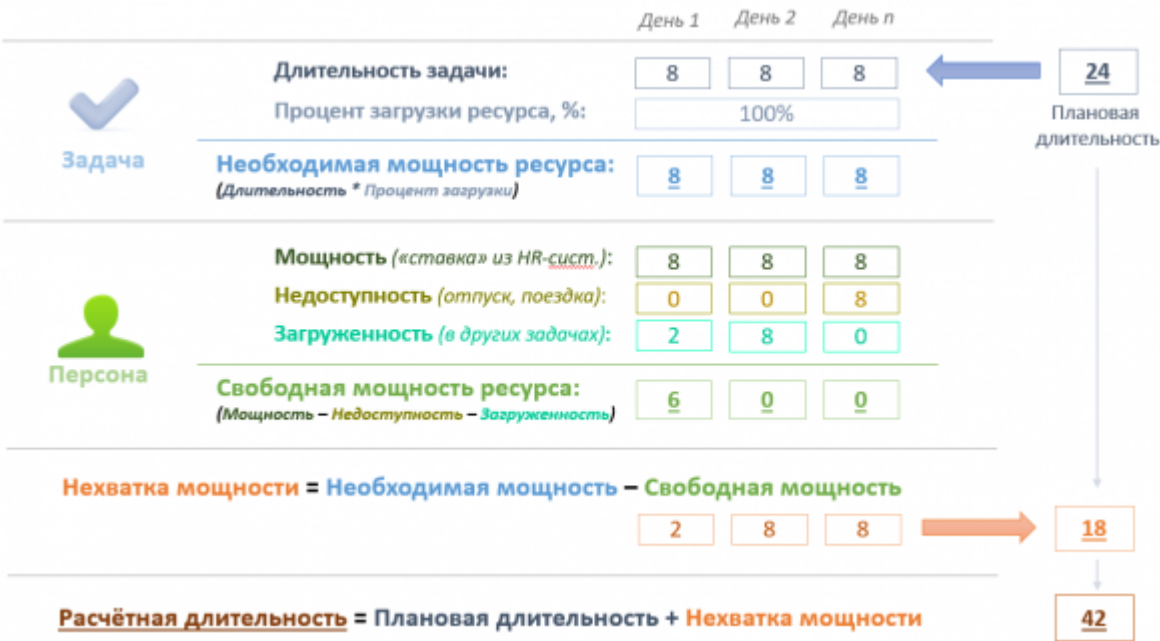 День 1 День 2 День n
Длительность задачи: 8 8 8 24
Процент загрузки ресурса, %: 100% Плановая
длительность
Задача
Необходимая мощность ресурса: 8 8 8
(Длительность * Процент загрузки)
Мощность («ставка» из HR-сист.): 8 8 8
Недоступность (отпуск, поездка): 0 0 8
Загруженность (в других задачах): 2 8 0
Персона
Свободная мощность ресурса: 6 0 0
(Мощность – Недоступность – Загруженность)
Нехватка мощности = Необходимая мощность – Свободная мощность
2 8 8 18
Расчётная длительность = Плановая длительность + Нехватка мощности 42